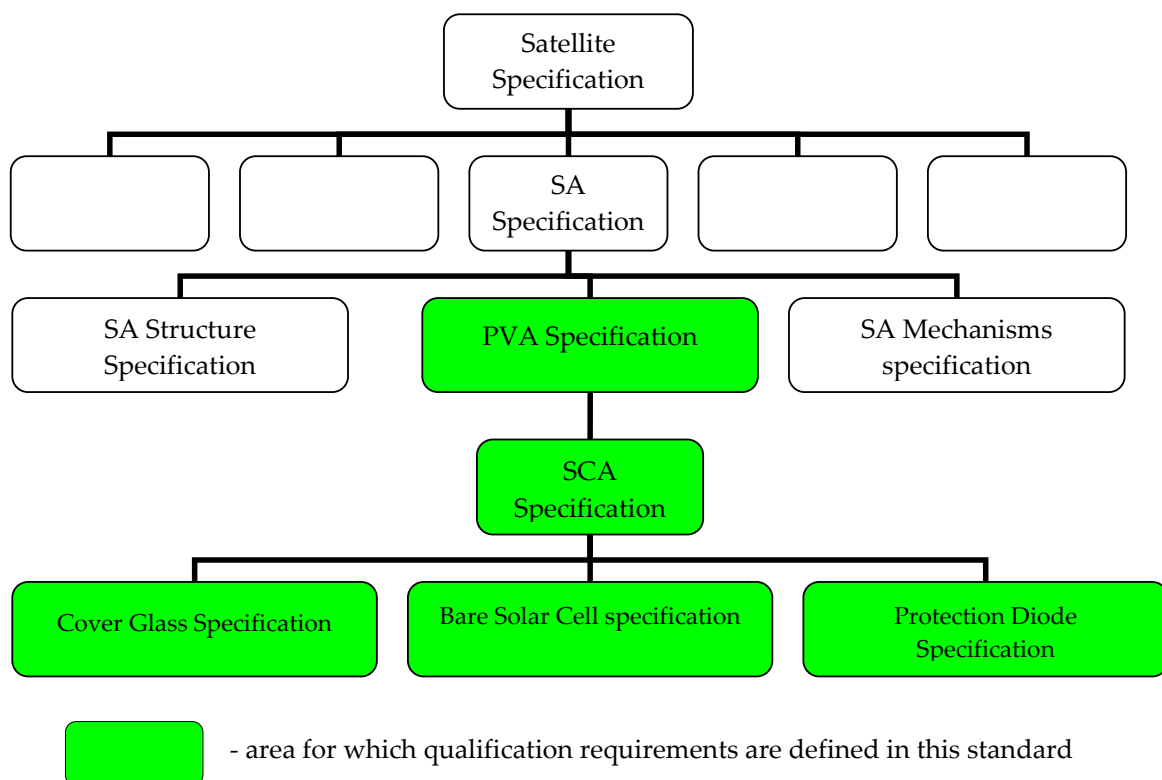 Satellite
Specification
SA
Specification
SA Structure
Specification
PVA Specification
SA Mechanisms
specification
SCA
Specification
Cover Glass Specification
Bare Solar Cell specification
Protection Diode
Specification
- area for which qualification requirements are defined in this standard